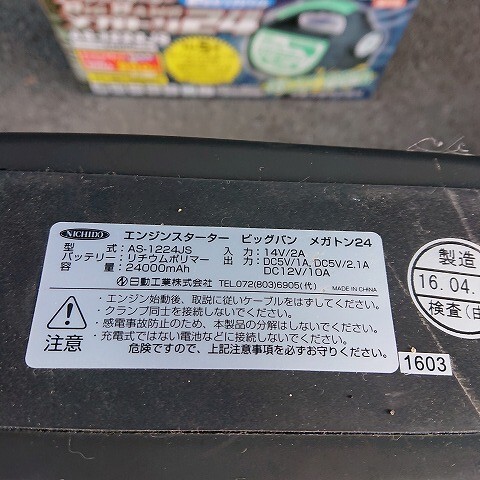 NICHIDO エンジンスターター ビッグバン メガトン24
型 式:AS-1224JS 入 力:14V/2A
バッテリー:リチウムポリマー 出 力:DC5V/1A, DC5V/2.1A
容 量:24000mAh DC12V/10A
日動工業株式会社 TEL.072(803)6905(代) MADE IN CHINA
注意
・エンジン始動後、取説に従いケーブルをはずしてください。
・クランプ同士を接続しないでください。
・感電事故防止のため、本製品の分解はしないでください。
・充電式ではない電池などに接続しないでください。
危険ですので、上記注意事項を必ずお守りください。
製造
16.04.
検査(
1603